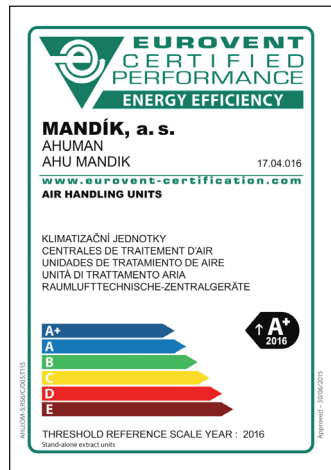 EUROVENT
CERTIFIED
PERFORMANCE
ENERGY EFFICIENCY
MANDÍK, a. s.
AHUMAN
AHU MANDIK 17.04.016
www.eurovent-certification.com
AIR HANDLING UNITS
KLIMATIZAČNÍ JEDNOTKY
CENTRALES DE TRAITEMENT D'AIR
UNIDADES DE TRATAMIENTO DE AIRE
UNITÀ DI TRATTAMENTO ARIA
RAUMLUFTTECHNISCHE-ZENTRALGERÄTE
A+
A
B
C
D
E
↑ A+
2016
THRESHOLD REFERENCE SCALE YEAR : 2016
Stand-alone extract units
Approved – 30/06/2015